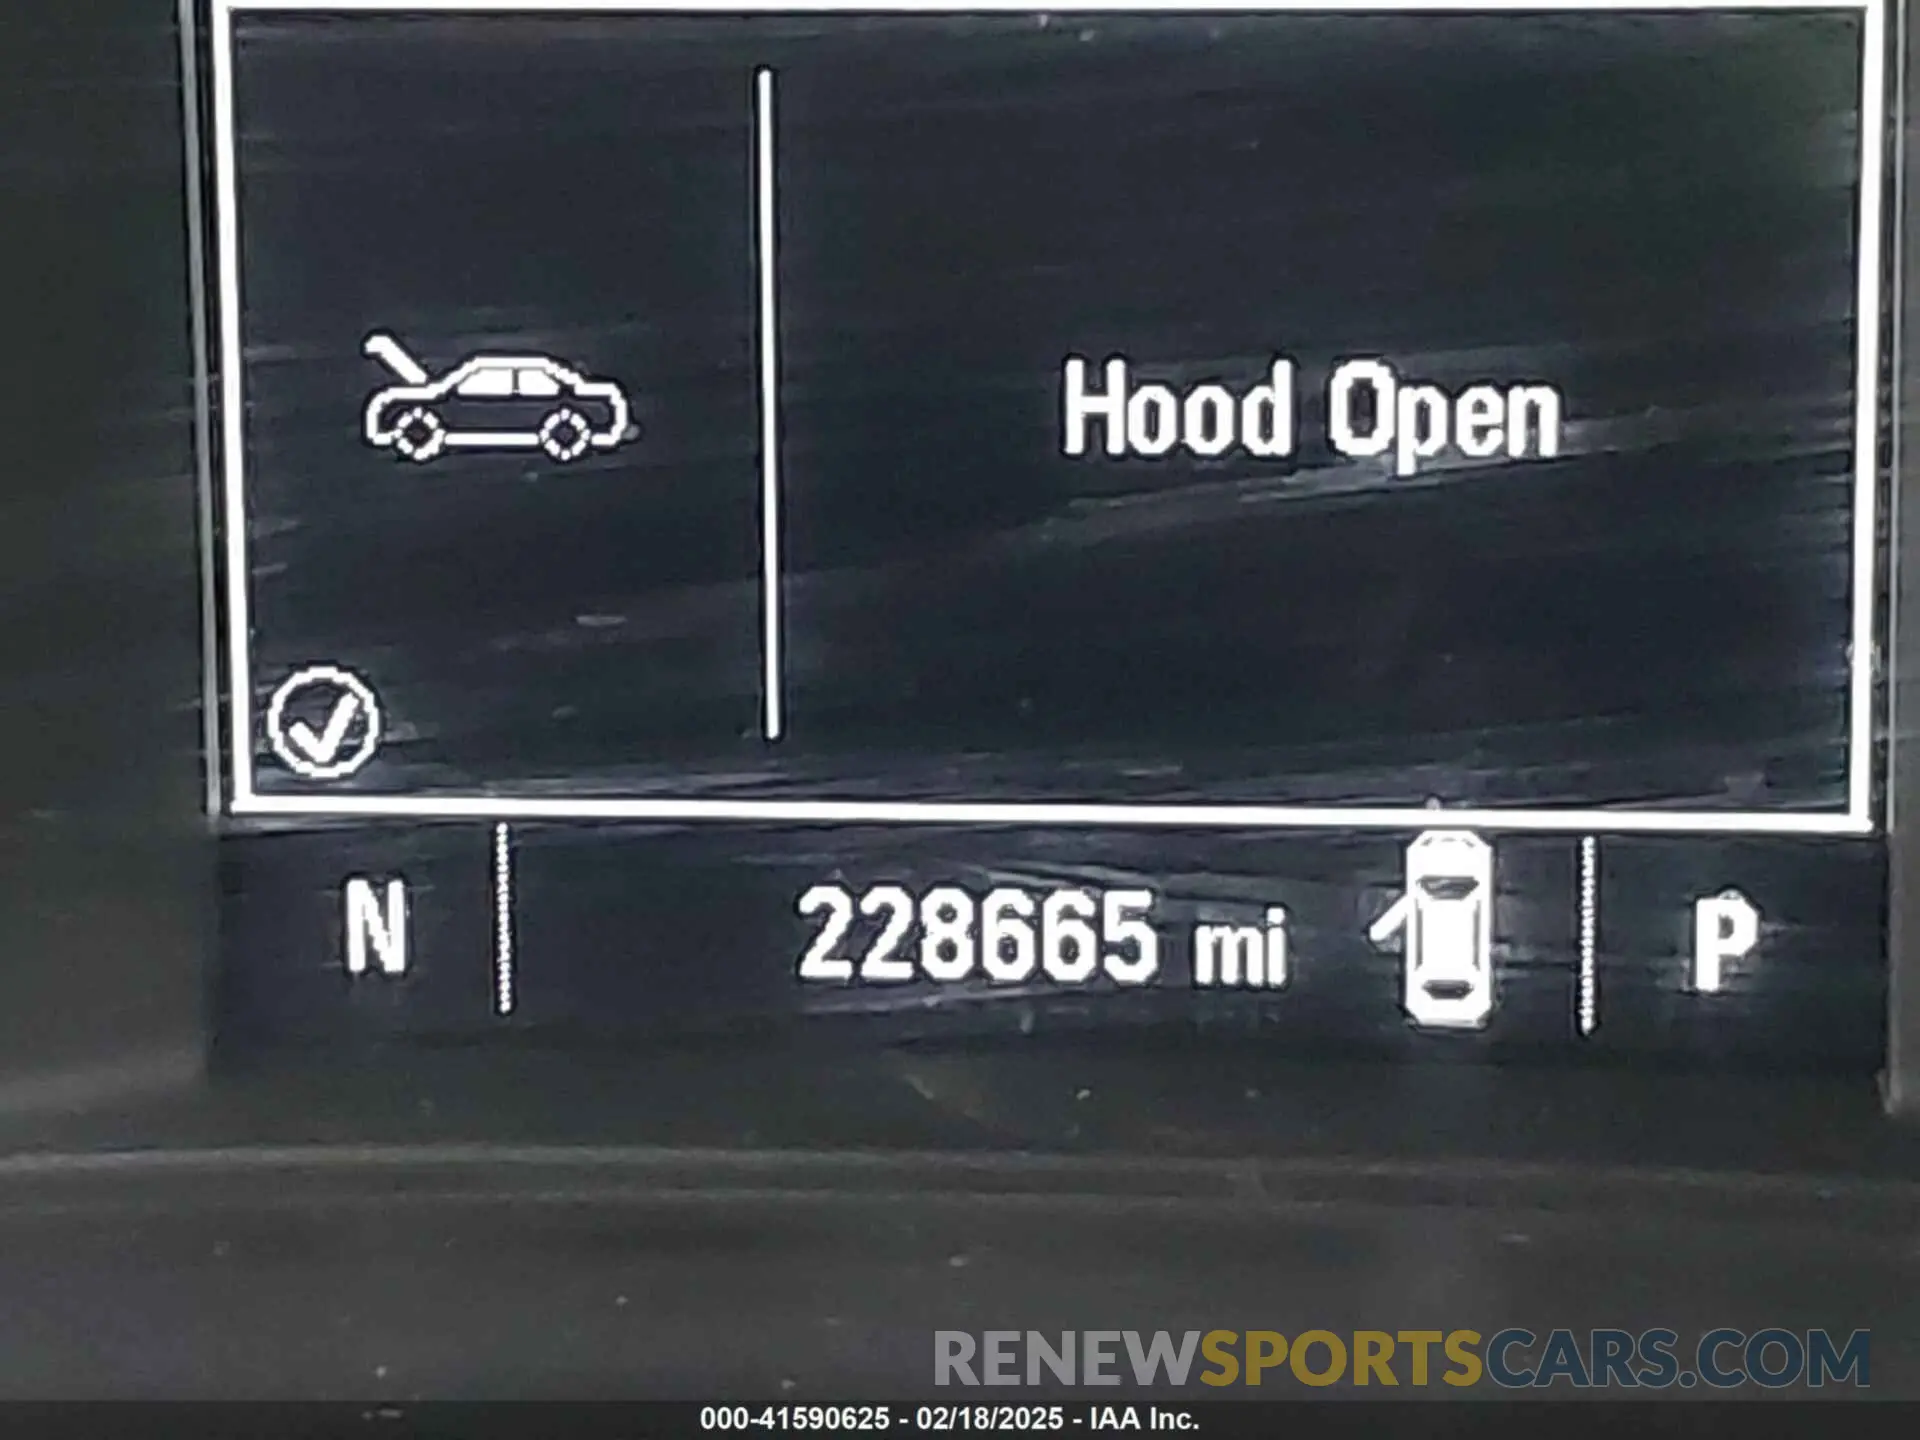 Hood Open
N 228665 mi P
RENEWSPORTSCARS.COM
000-41590625 - 02/18/2025 - IAA Inc.